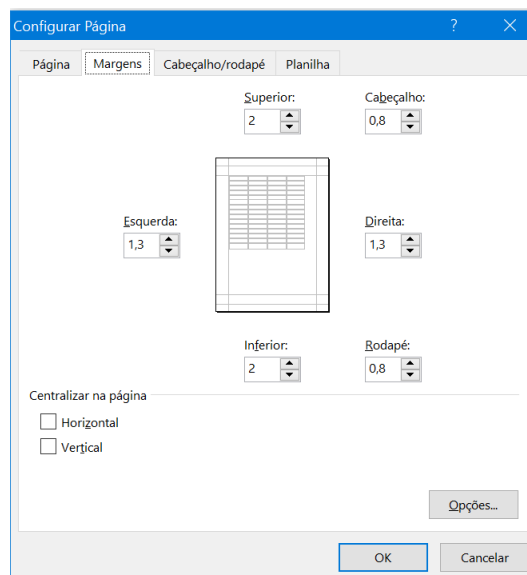 Configurar Página ? X
Página Margens Cabeçalho/rodapé Planilha
Superior: Cabeçalho:
2 0,8
Esquerda: Direita:
1,3 1,3
Inferior: Rodapé:
2 0,8
Centralizar na página
Horizontal
Vertical
Opções...
OK Cancelar